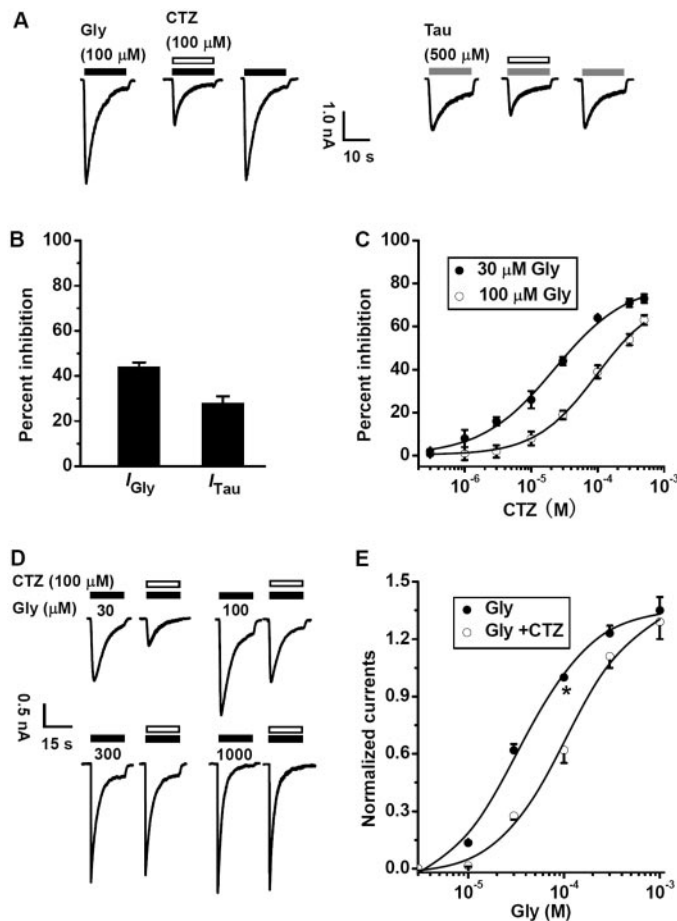 A
Gly
(100 μM)
CTZ
(100 μM)
Tau
(500 μM)
1.0 nA
10 s
B
Percent inhibition
100
80
60
40
20
0
IGly
ITau
C
Percent inhibition
100
80
60
40
20
0
30 μM Gly
100 μM Gly
10-6
10-5
10-4
10-3
CTZ (M)
D
CTZ (100 μM)
Gly (μM)
30
100
0.5 nA
15 s
300
1000
E
Normalized currents
1.5
1.2
0.9
0.6
0.3
0.0
Gly
Gly +CTZ
*
10-5
10-4
10-3
Gly (M)